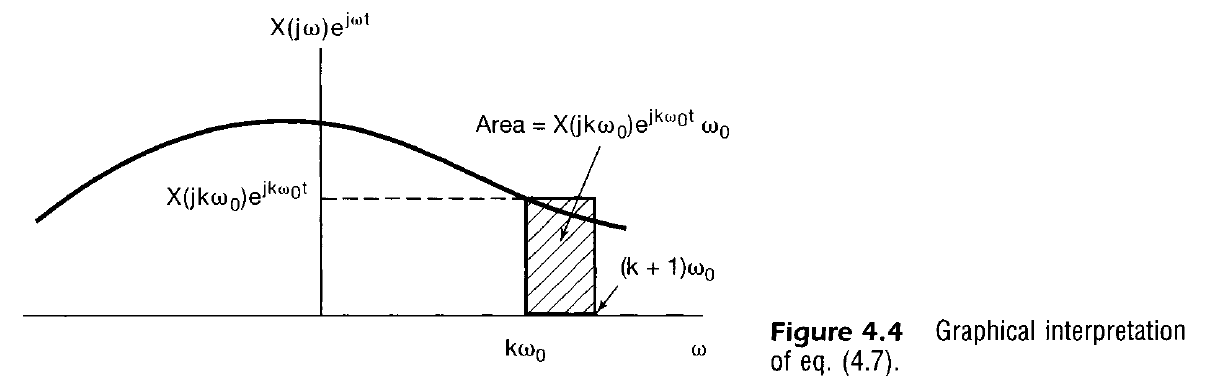 X(jω)e^{jωt}
Area = X(jkω₀)e^{jkω₀t} ω₀
X(jkω₀)e^{jkω₀t}
(k + 1)ω₀
kω₀
ω
Figure 4.4 Graphical interpretation
of eq. (4.7).